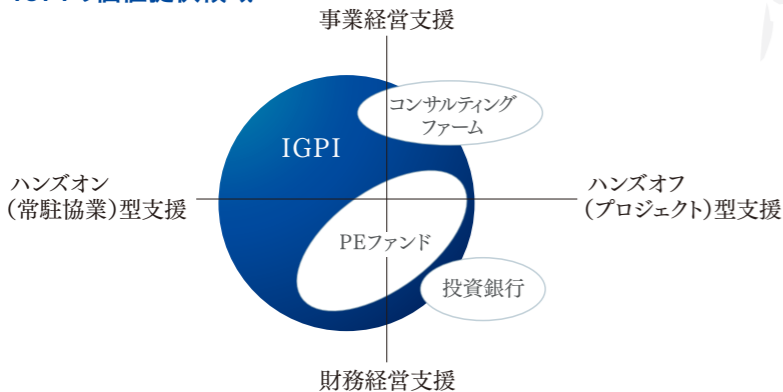 事業経営支援
コンサルティング
ファーム
IGPI
ハンズオン
(常駐協業)型支援
ハンズオフ
(プロジェクト)型支援
PEファンド
投資銀行
財務経営支援